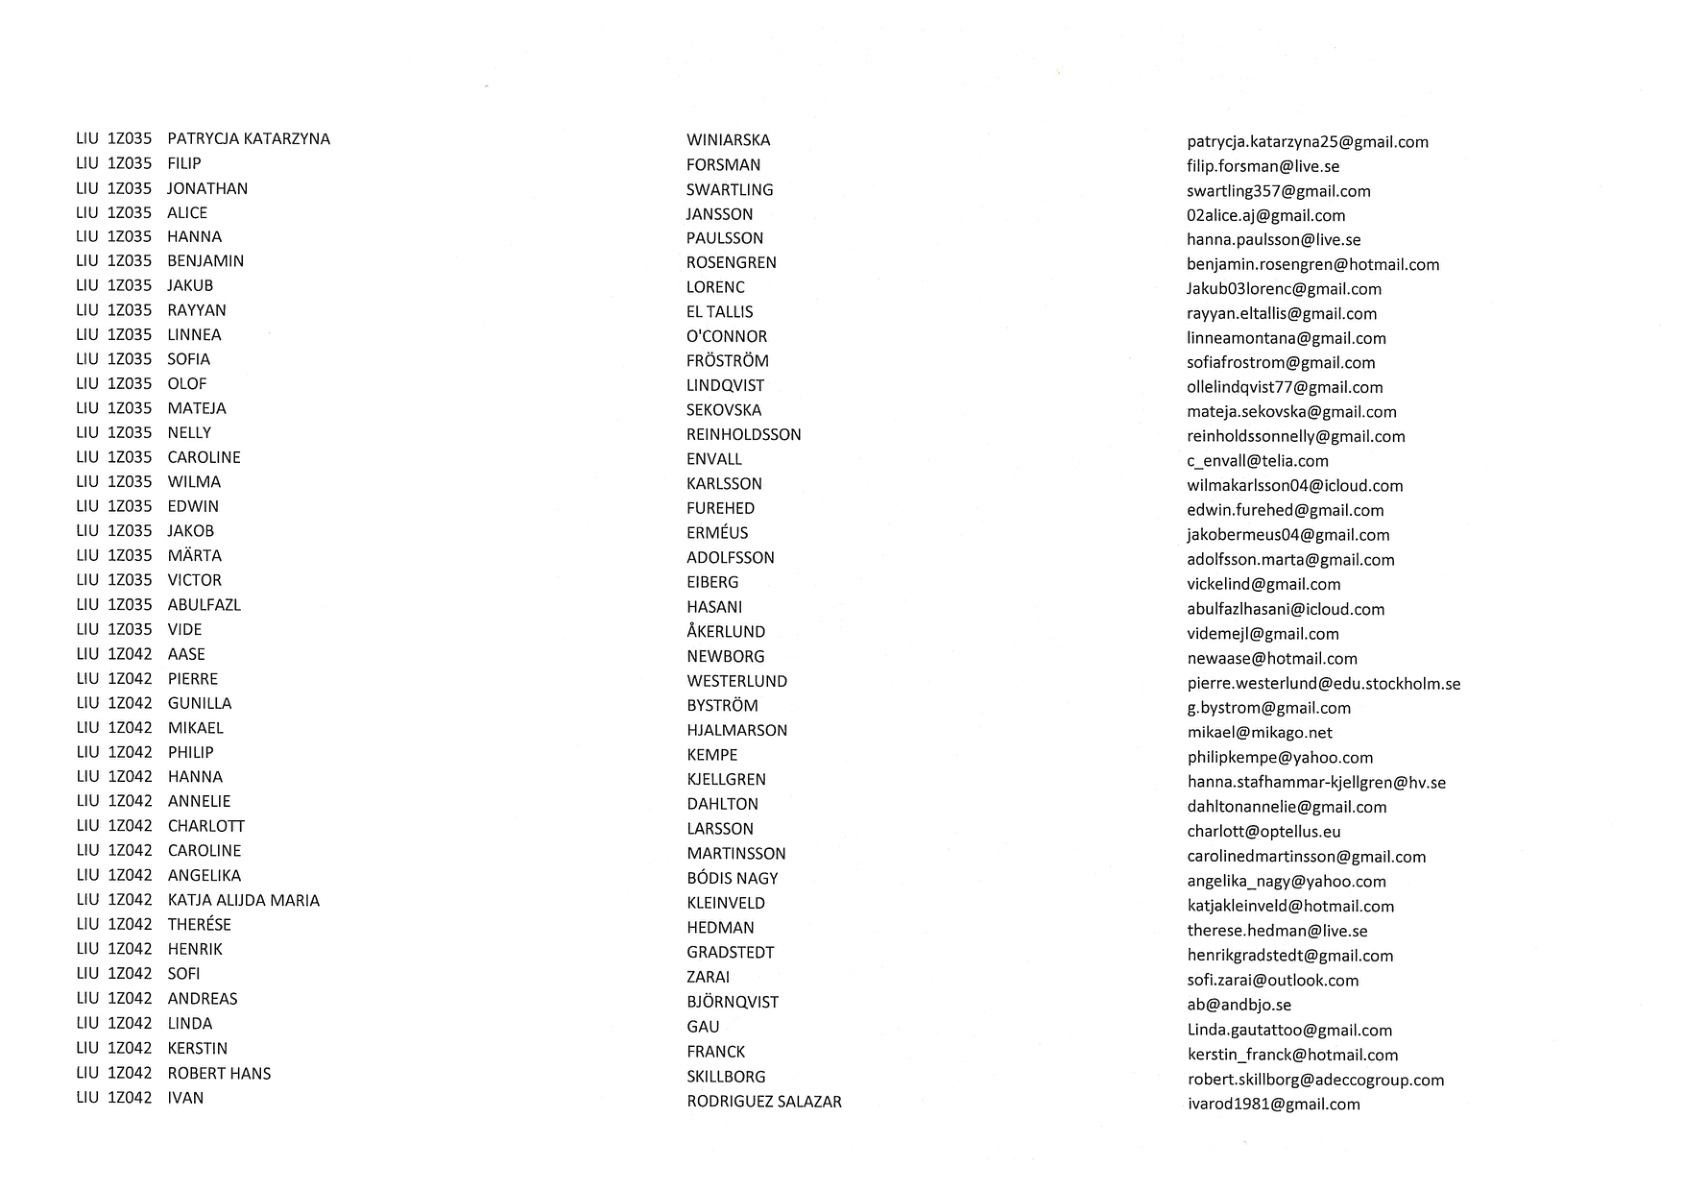 LIU 1Z035 PATRYCJA KATARZYNA WINIARSKA patrycja.katarzyna25@gmail.com
LIU 1Z035 FILIP FORSMAN filip.forsman@live.se
LIU 1Z035 JONATHAN SWARTLING swartling357@gmail.com
LIU 1Z035 ALICE JANSSON 02alice.aj@gmail.com
LIU 1Z035 HANNA PAULSSON hanna.paulsson@live.se
LIU 1Z035 BENJAMIN ROSENGREN benjamin.rosengren@hotmail.com
LIU 1Z035 JAKUB LORENC Jakub03lorenc@gmail.com
LIU 1Z035 RAYYAN EL TALLIS rayyan.eltallis@gmail.com
LIU 1Z035 LINNEA O'CONNOR linneamontana@gmail.com
LIU 1Z035 SOFIA FRÖSTRÖM sofiafrostrom@gmail.com
LIU 1Z035 OLOF LINDQVIST ollelindqvist77@gmail.com
LIU 1Z035 MATEJA SEKOVSKA mateja.sekovska@gmail.com
LIU 1Z035 NELLY REINHOLDSSON reinholdssonnelly@gmail.com
LIU 1Z035 CAROLINE ENVALL c_envall@telia.com
LIU 1Z035 WILMA KARLSSON wilmakarlsson04@icloud.com
LIU 1Z035 EDWIN FUREHED edwin.furehed@gmail.com
LIU 1Z035 JAKOB ERMÉUS jakobermeus04@gmail.com
LIU 1Z035 MÄRTA ADOLFSSON adolfsson.marta@gmail.com
LIU 1Z035 VICTOR EIBERG vickelind@gmail.com
LIU 1Z035 ABULFAZL HASANI abulfazlhasani@icloud.com
LIU 1Z035 VIDE ÅKERLUND videmejl@gmail.com
LIU 1Z042 AASE NEWBORG newaase@hotmail.com
LIU 1Z042 PIERRE WESTERLUND pierre.westerlund@edu.stockholm.se
LIU 1Z042 GUNILLA BYSTRÖM g.bystrom@gmail.com
LIU 1Z042 MIKAEL HJALMARSON mikael@mikago.net
LIU 1Z042 PHILIP KEMPE philipkempe@yahoo.com
LIU 1Z042 HANNA KJELLGREN hanna.stafhammar-kjellgren@hv.se
LIU 1Z042 ANNELIE DAHLTON dahltonannelie@gmail.com
LIU 1Z042 CHARLOTT LARSSON charlott@optellus.eu
LIU 1Z042 CAROLINE MARTINSSON carolinedmartinsson@gmail.com
LIU 1Z042 ANGELIKA BÓDIS NAGY angelika_nagy@yahoo.com
LIU 1Z042 KATJA ALIJDA MARIA KLEINVELD katjakleinveld@hotmail.com
LIU 1Z042 THERÉSE HEDMAN therese.hedman@live.se
LIU 1Z042 HENRIK GRADSTEDT henrikgradstedt@gmail.com
LIU 1Z042 SOFI ZARAI sofi.zarai@outlook.com
LIU 1Z042 ANDREAS BJÖRNQVIST ab@andbjo.se
LIU 1Z042 LINDA GAU Linda.gautattoo@gmail.com
LIU 1Z042 KERSTIN FRANCK kerstin_franck@hotmail.com
LIU 1Z042 ROBERT HANS SKILLBORG robert.skillborg@adeccogroup.com
LIU 1Z042 IVAN RODRIGUEZ SALAZAR ivarod1981@gmail.com